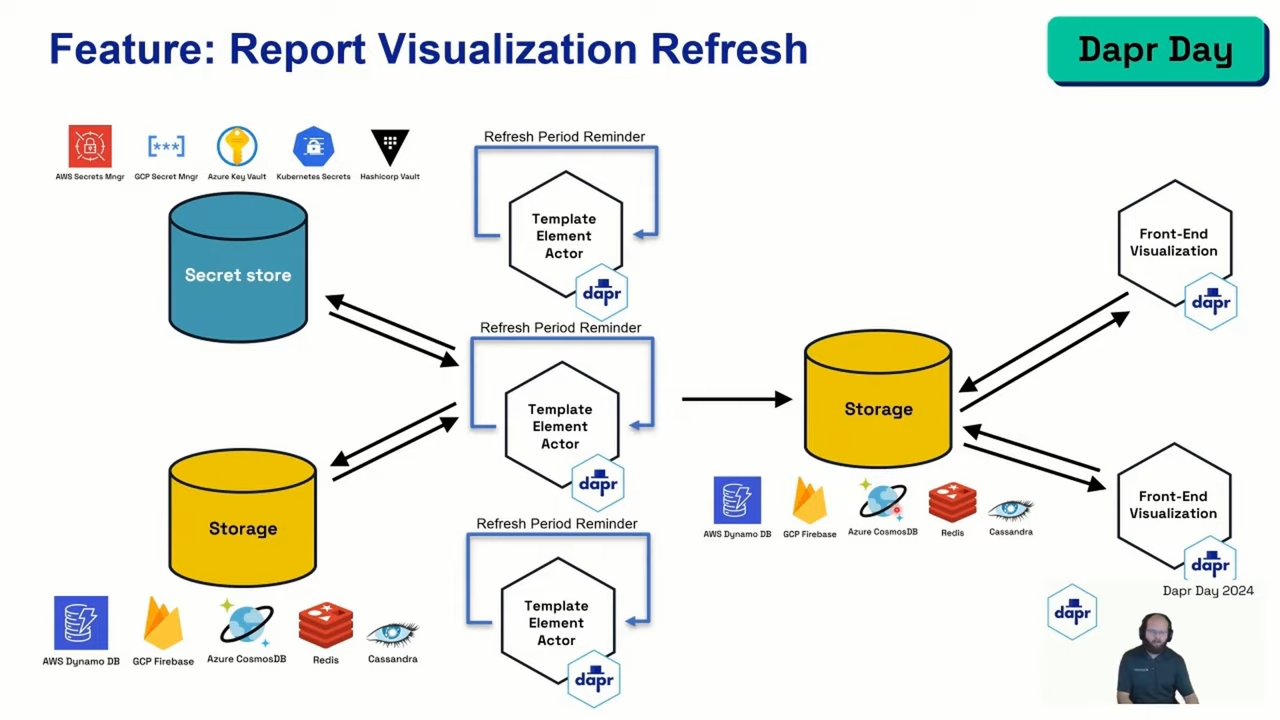 Feature: Report Visualization Refresh
Dapr Day
AWS Secrets Mngr
[***]
GCP Secret Mngr
Azure Key Vault
Kubernetes Secrets
Hashicorp Vault
Secret store
Storage
AWS Dynamo DB
GCP Firebase
Azure CosmosDB
Redis
Cassandra
Refresh Period Reminder
Template
Element
Actor
dapr
Refresh Period Reminder
Template
Element
Actor
dapr
Refresh Period Reminder
Template
Element
Actor
dapr
Storage
AWS Dynamo DB
GCP Firebase
Azure CosmosDB
Redis
Cassandra
Front-End
Visualization
dapr
Front-End
Visualization
dapr
Dapr Day 2024
dapr